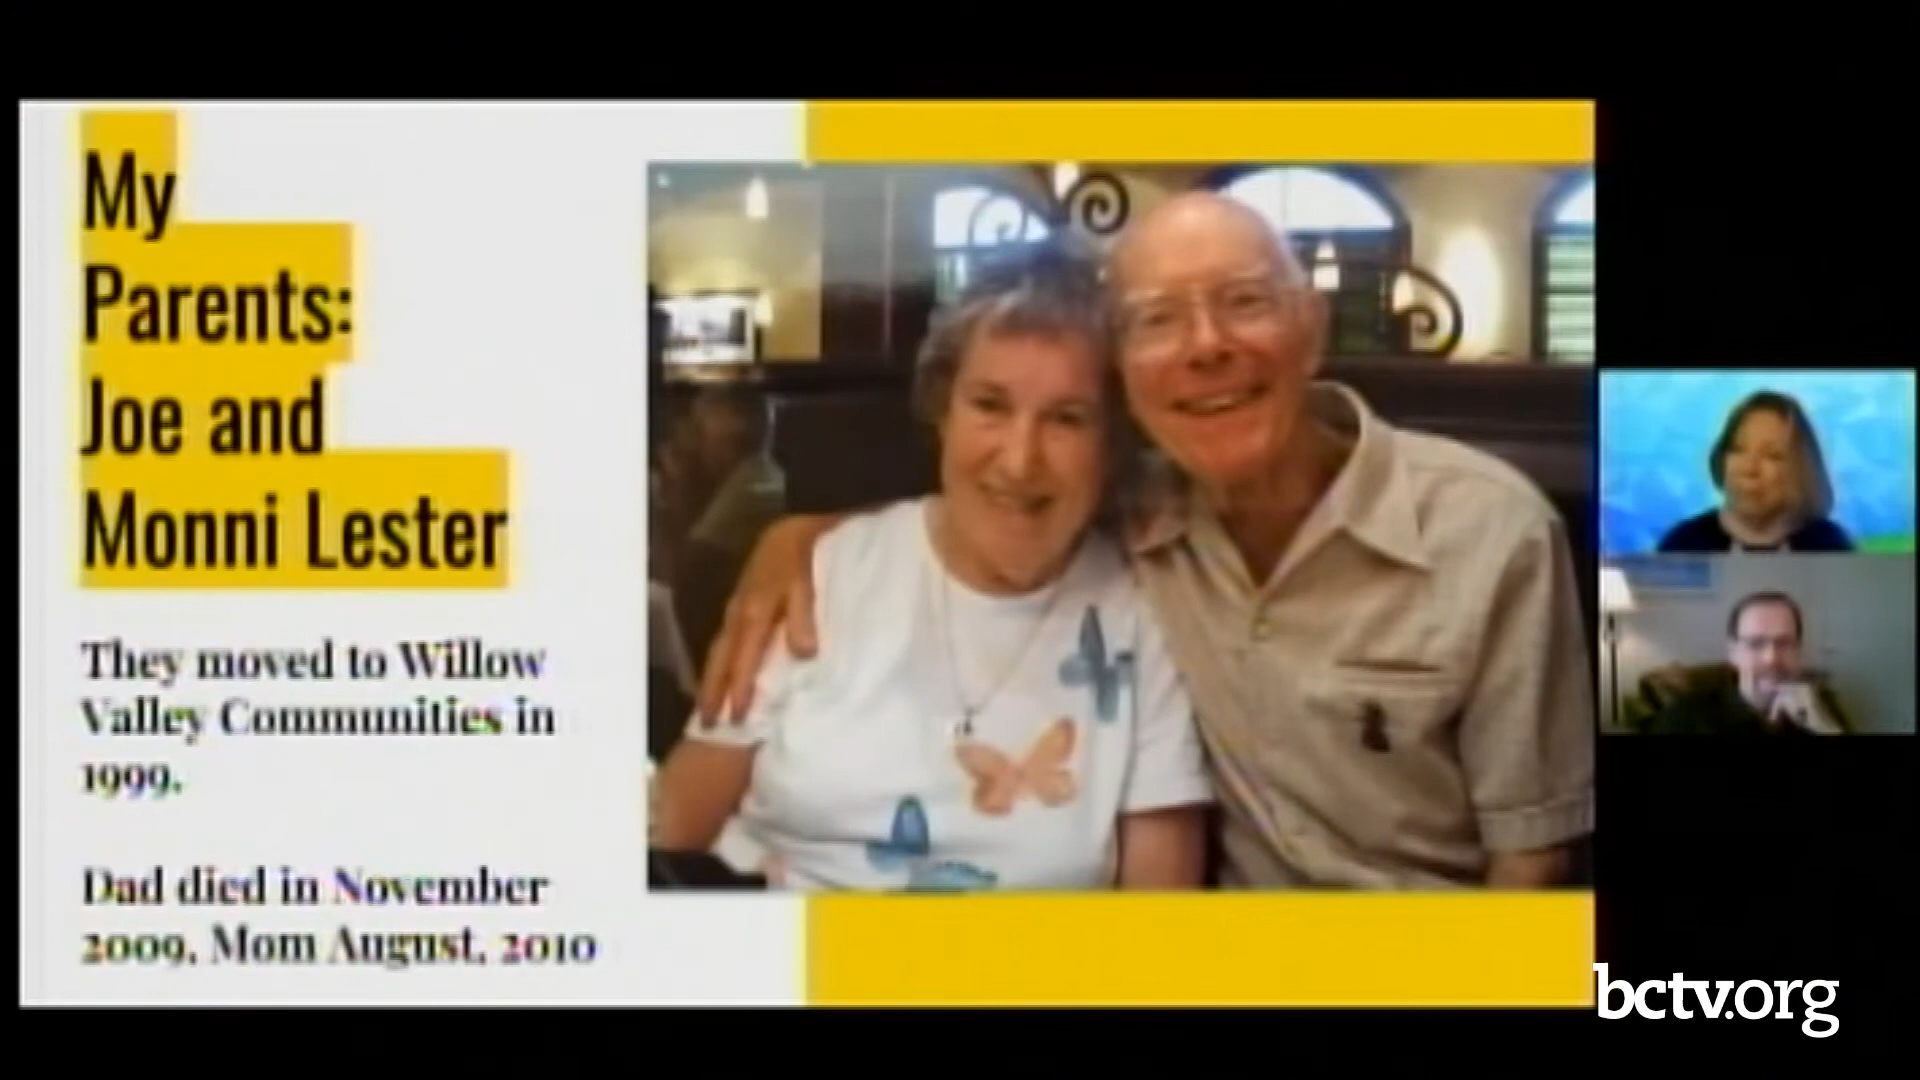 My
Parents:
Joe and
Monni Lester
They moved to Willow
Valley Communities in
1999.
Dad died in November
2009, Mom August, 2010
bctv.org